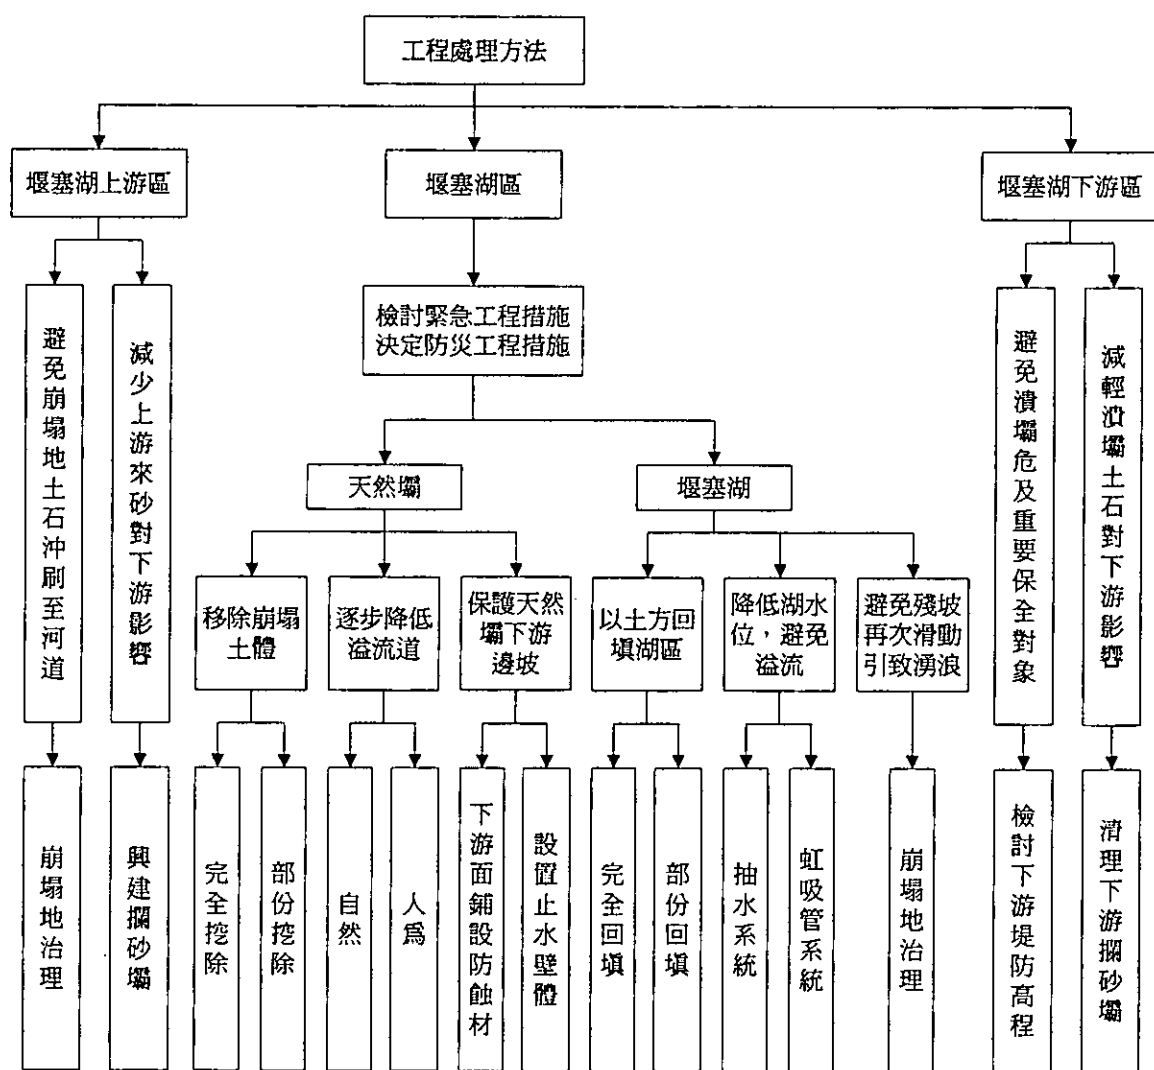 工程處理方法
堰塞湖上游區
堰塞湖區
堰塞湖下游區
檢討緊急工程措施
決定防災工程措施
避免崩塌地土石沖刷至河道
減少上游來砂對下游影響
避免潰壩危及重要保全對象
減輕潰壩土石對下游影響
天然壩
堰塞湖
移除崩塌
土體
逐步降低
溢流道
保護天然
壩下游
邊坡
以土方回
填湖區
降低湖水
位，避免
溢流
避免殘坡
再次滑動
引致湧浪
崩塌地治理
興建攔砂壩
完全挖除
部份挖除
自然
人為
下游面鋪設防蝕材
設置止水壁體
完全回填
部份回填
抽水系統
虹吸管系統
崩塌地治理
檢討下游堤防高程
清理下游攔砂壩